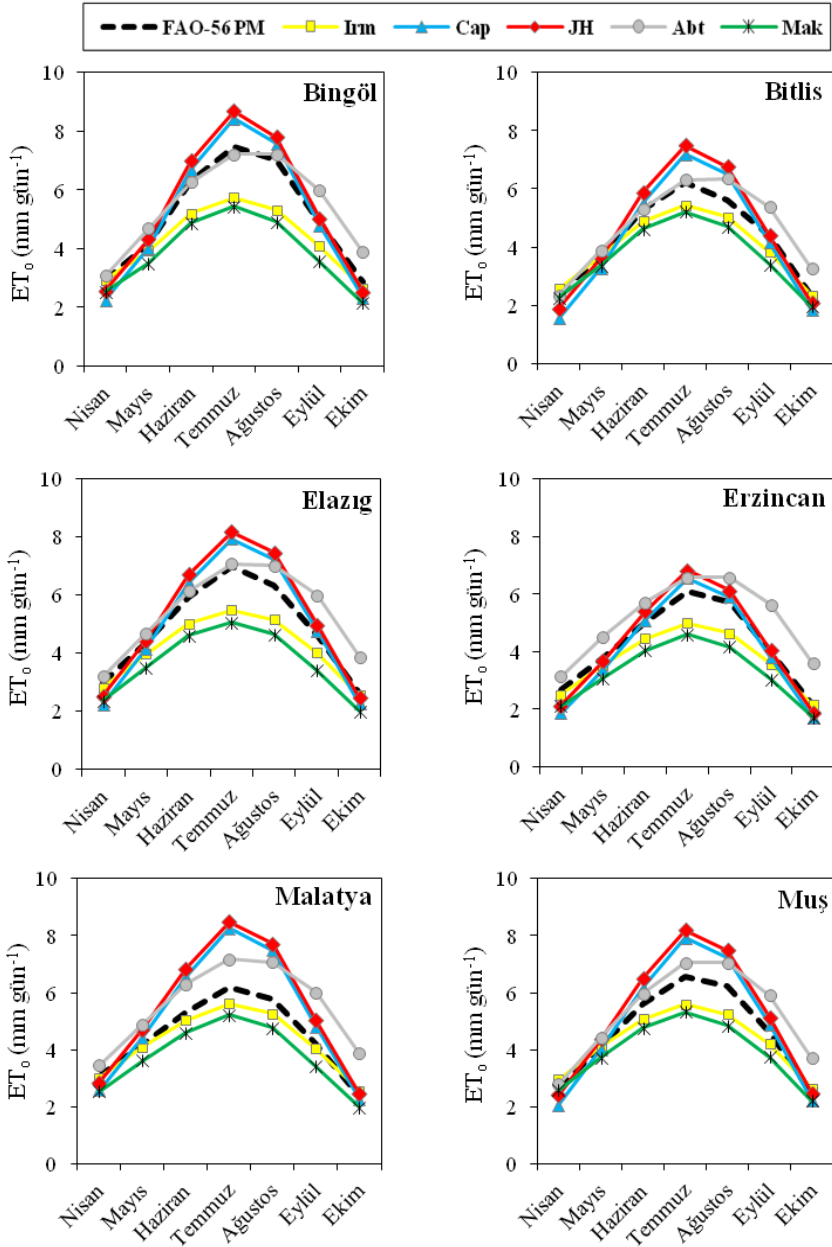 FAO-56 PM Irm Cap JH Abt Mak
Bingöl
ET₀ (mm gün⁻¹)
10
8
6
4
2
0
Nisan
Mayıs
Haziran
Temmuz
Ağustos
Eylül
Ekim
Bitlis
ET₀ (mm gün⁻¹)
10
8
6
4
2
0
Nisan
Mayıs
Haziran
Temmuz
Ağustos
Eylül
Ekim
Elazıg
ET₀ (mm gün⁻¹)
10
8
6
4
2
0
Nisan
Mayıs
Haziran
Temmuz
Ağustos
Eylül
Ekim
Erzincan
ET₀ (mm gün⁻¹)
10
8
6
4
2
0
Nisan
Mayıs
Haziran
Temmuz
Ağustos
Eylül
Ekim
Malatya
ET₀ (mm gün⁻¹)
10
8
6
4
2
0
Nisan
Mayıs
Haziran
Temmuz
Ağustos
Eylül
Ekim
Muş
ET₀ (mm gün⁻¹)
10
8
6
4
2
0
Nisan
Mayıs
Haziran
Temmuz
Ağustos
Eylül
Ekim